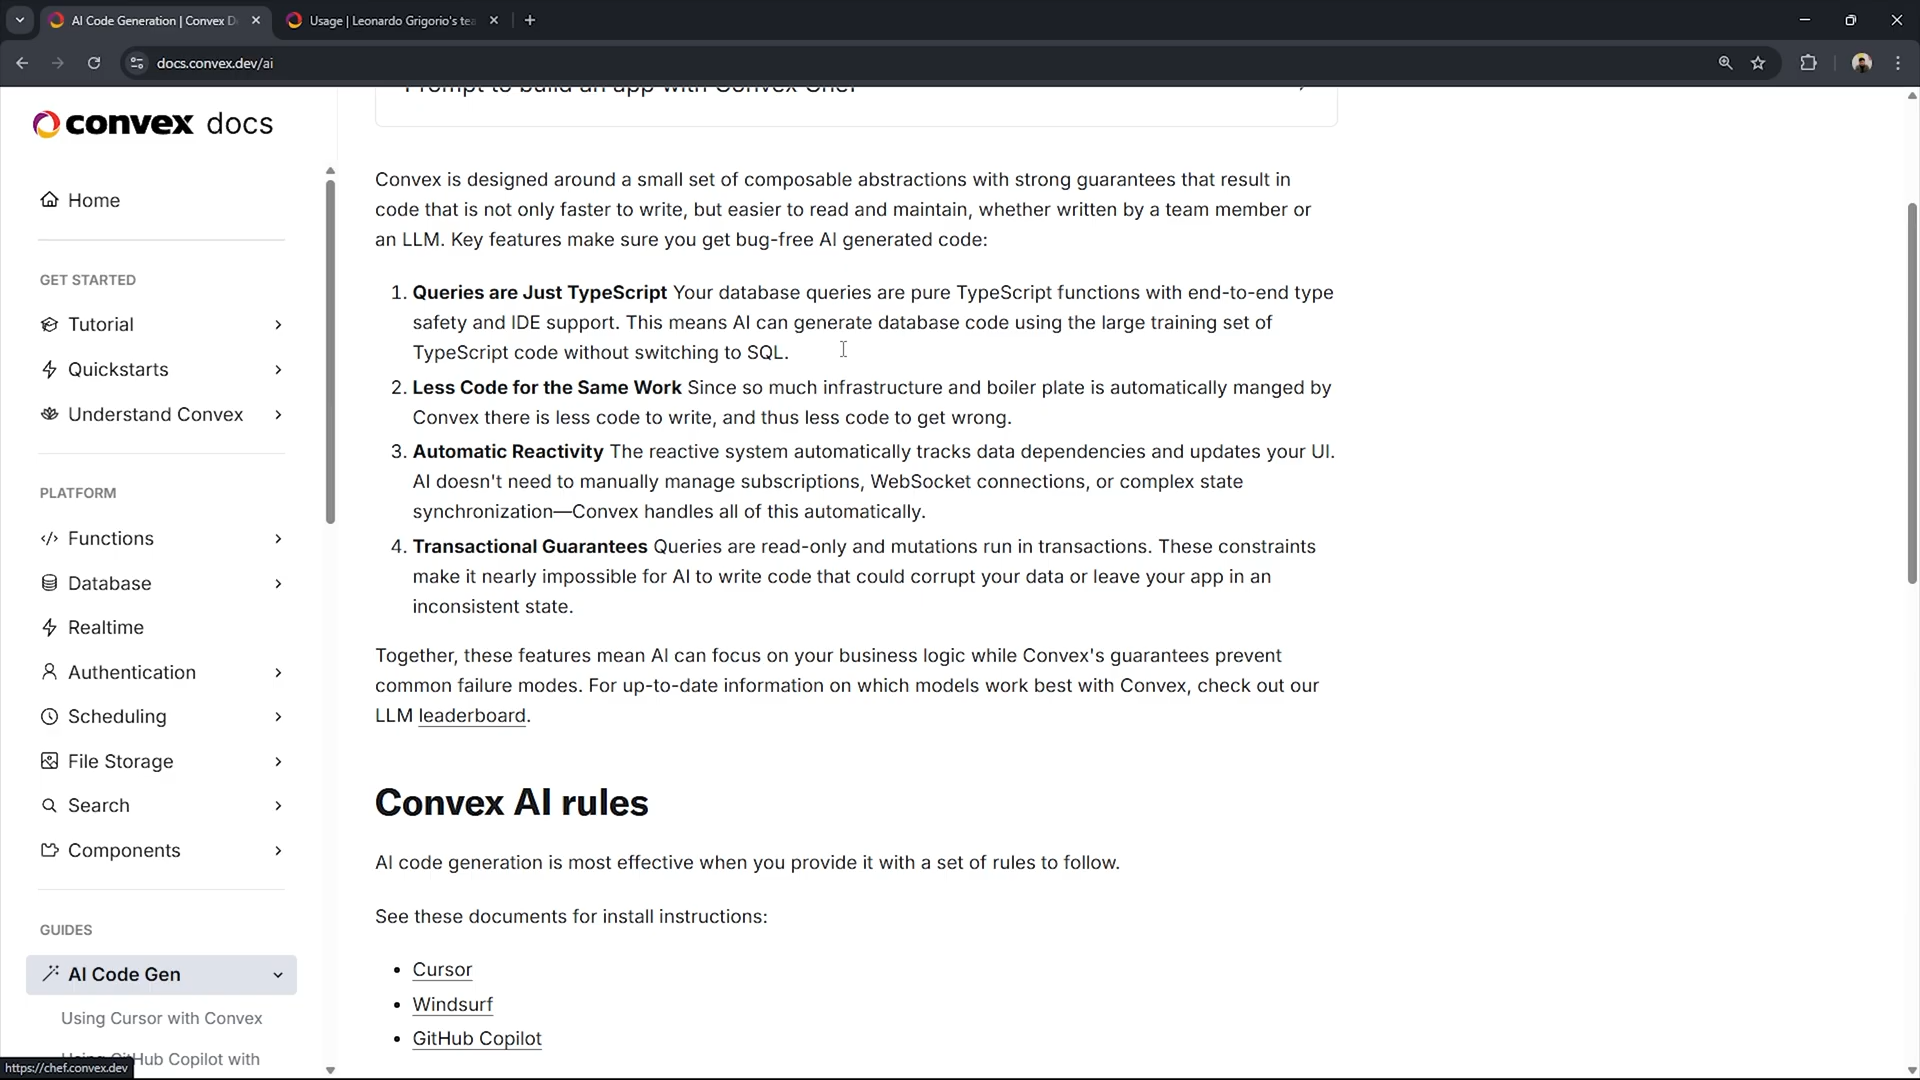 AI Code Generation | Convex D
Usage | Leonardo Grigorio's tea
docs.convex.dev/ai
convex docs
Home
GET STARTED
Tutorial
Quickstarts
Understand Convex
PLATFORM
Functions
Database
Realtime
Authentication
Scheduling
File Storage
Search
Components
GUIDES
AI Code Gen
Using Cursor with Convex
Using GitHub Copilot with
https://chef.convex.dev
Prompt to build an app with Convex Chef
Convex is designed around a small set of composable abstractions with strong guarantees that result in
code that is not only faster to write, but easier to read and maintain, whether written by a team member or
an LLM. Key features make sure you get bug-free AI generated code:
1. Queries are Just TypeScript Your database queries are pure TypeScript functions with end-to-end type
safety and IDE support. This means AI can generate database code using the large training set of
TypeScript code without switching to SQL.
2. Less Code for the Same Work Since so much infrastructure and boiler plate is automatically manged by
Convex there is less code to write, and thus less code to get wrong.
3. Automatic Reactivity The reactive system automatically tracks data dependencies and updates your UI.
AI doesn't need to manually manage subscriptions, WebSocket connections, or complex state
synchronization—Convex handles all of this automatically.
4. Transactional Guarantees Queries are read-only and mutations run in transactions. These constraints
make it nearly impossible for AI to write code that could corrupt your data or leave your app in an
inconsistent state.
Together, these features mean AI can focus on your business logic while Convex's guarantees prevent
common failure modes. For up-to-date information on which models work best with Convex, check out our
LLM leaderboard.
Convex AI rules
AI code generation is most effective when you provide it with a set of rules to follow.
See these documents for install instructions:
• Cursor
• Windsurf
• GitHub Copilot